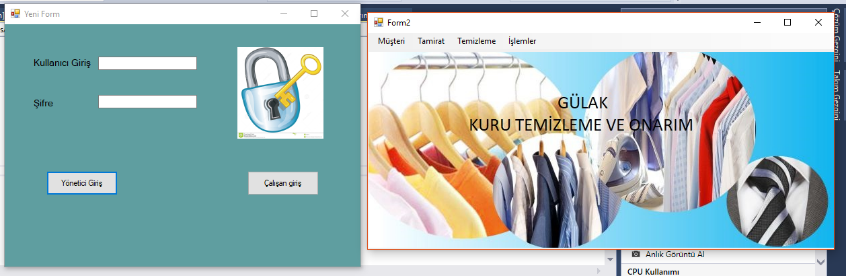 Yeni Form
Kullanıcı Giriş
Şifre
Yönetici Giriş
Çalışan giriş
Form2
Müşteri Tamirat Temizleme İşlemler
GÜLAK
KURU TEMİZLEME VE ONARIM
Çözüm Gezgini
Takım Gezgini
Anlık Görüntü Al
CPU Kullanımı